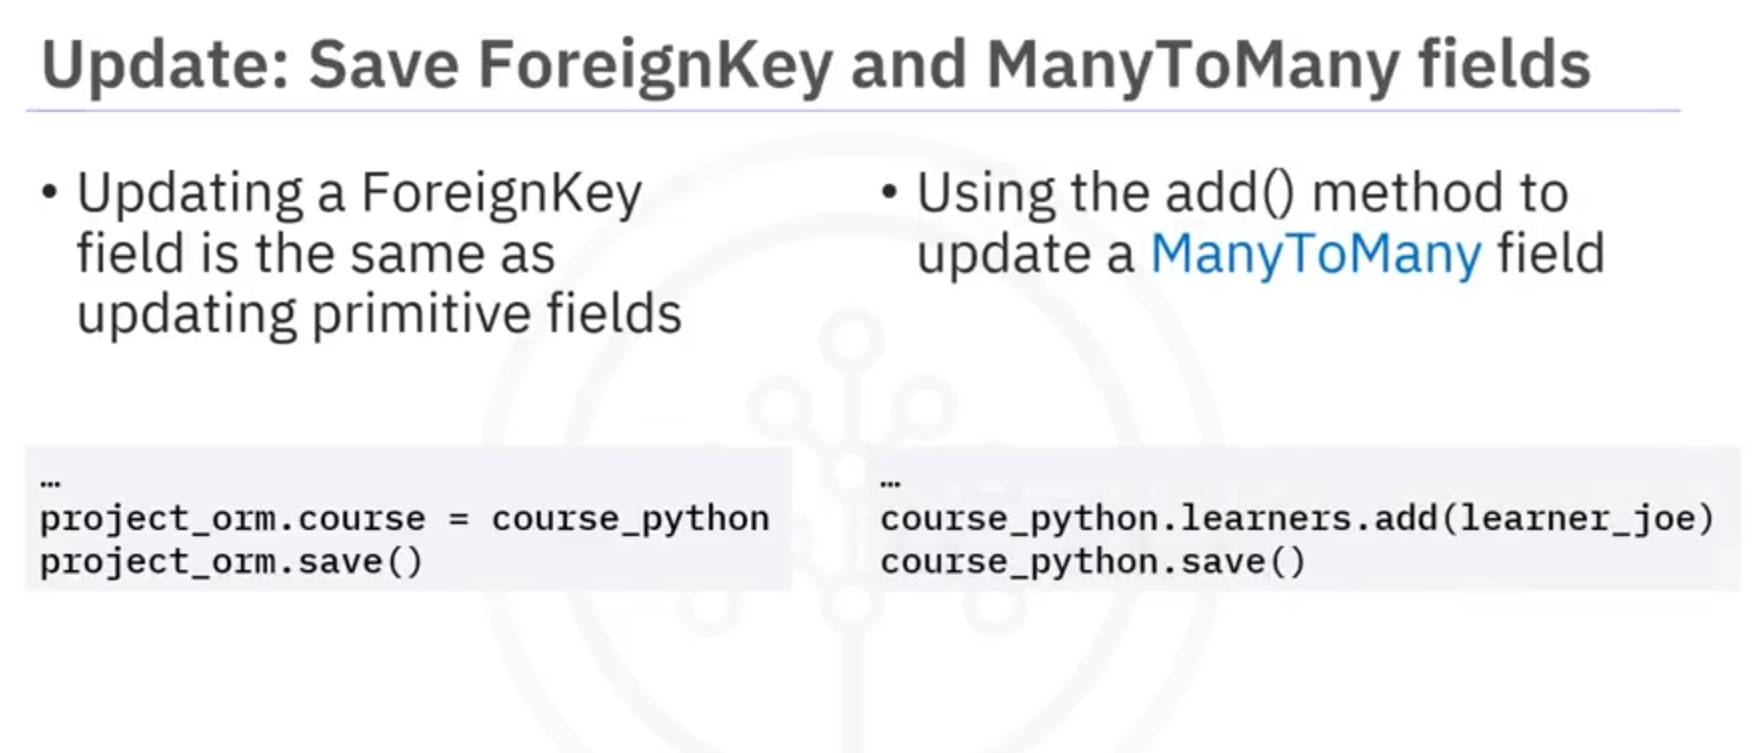 Update: Save ForeignKey and ManyToMany fields
• Updating a ForeignKey
field is the same as
updating primitive fields
…
project_orm.course = course_python
project_orm.save()
• Using the add() method to
update a ManyToMany field
…
course_python.learners.add(learner_joe)
course_python.save()